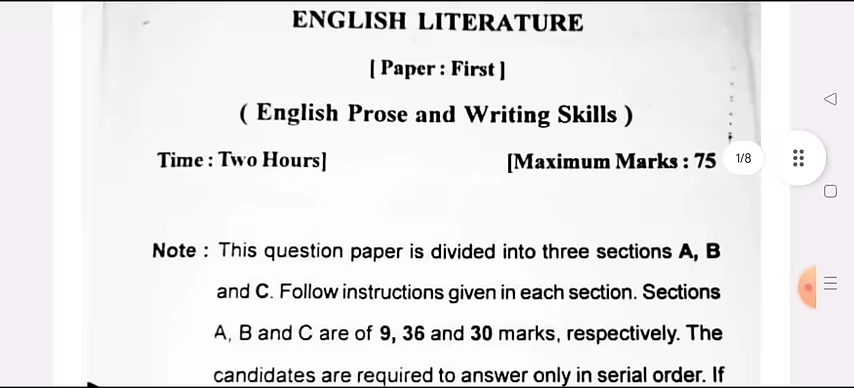 ENGLISH LITERATURE
[ Paper : First ]
( English Prose and Writing Skills )
Time : Two Hours]
[Maximum Marks : 75
1/8
Note : This question paper is divided into three sections A, B
and C. Follow instructions given in each section. Sections
A, B and C are of 9, 36 and 30 marks, respectively. The
candidates are required to answer only in serial order. If